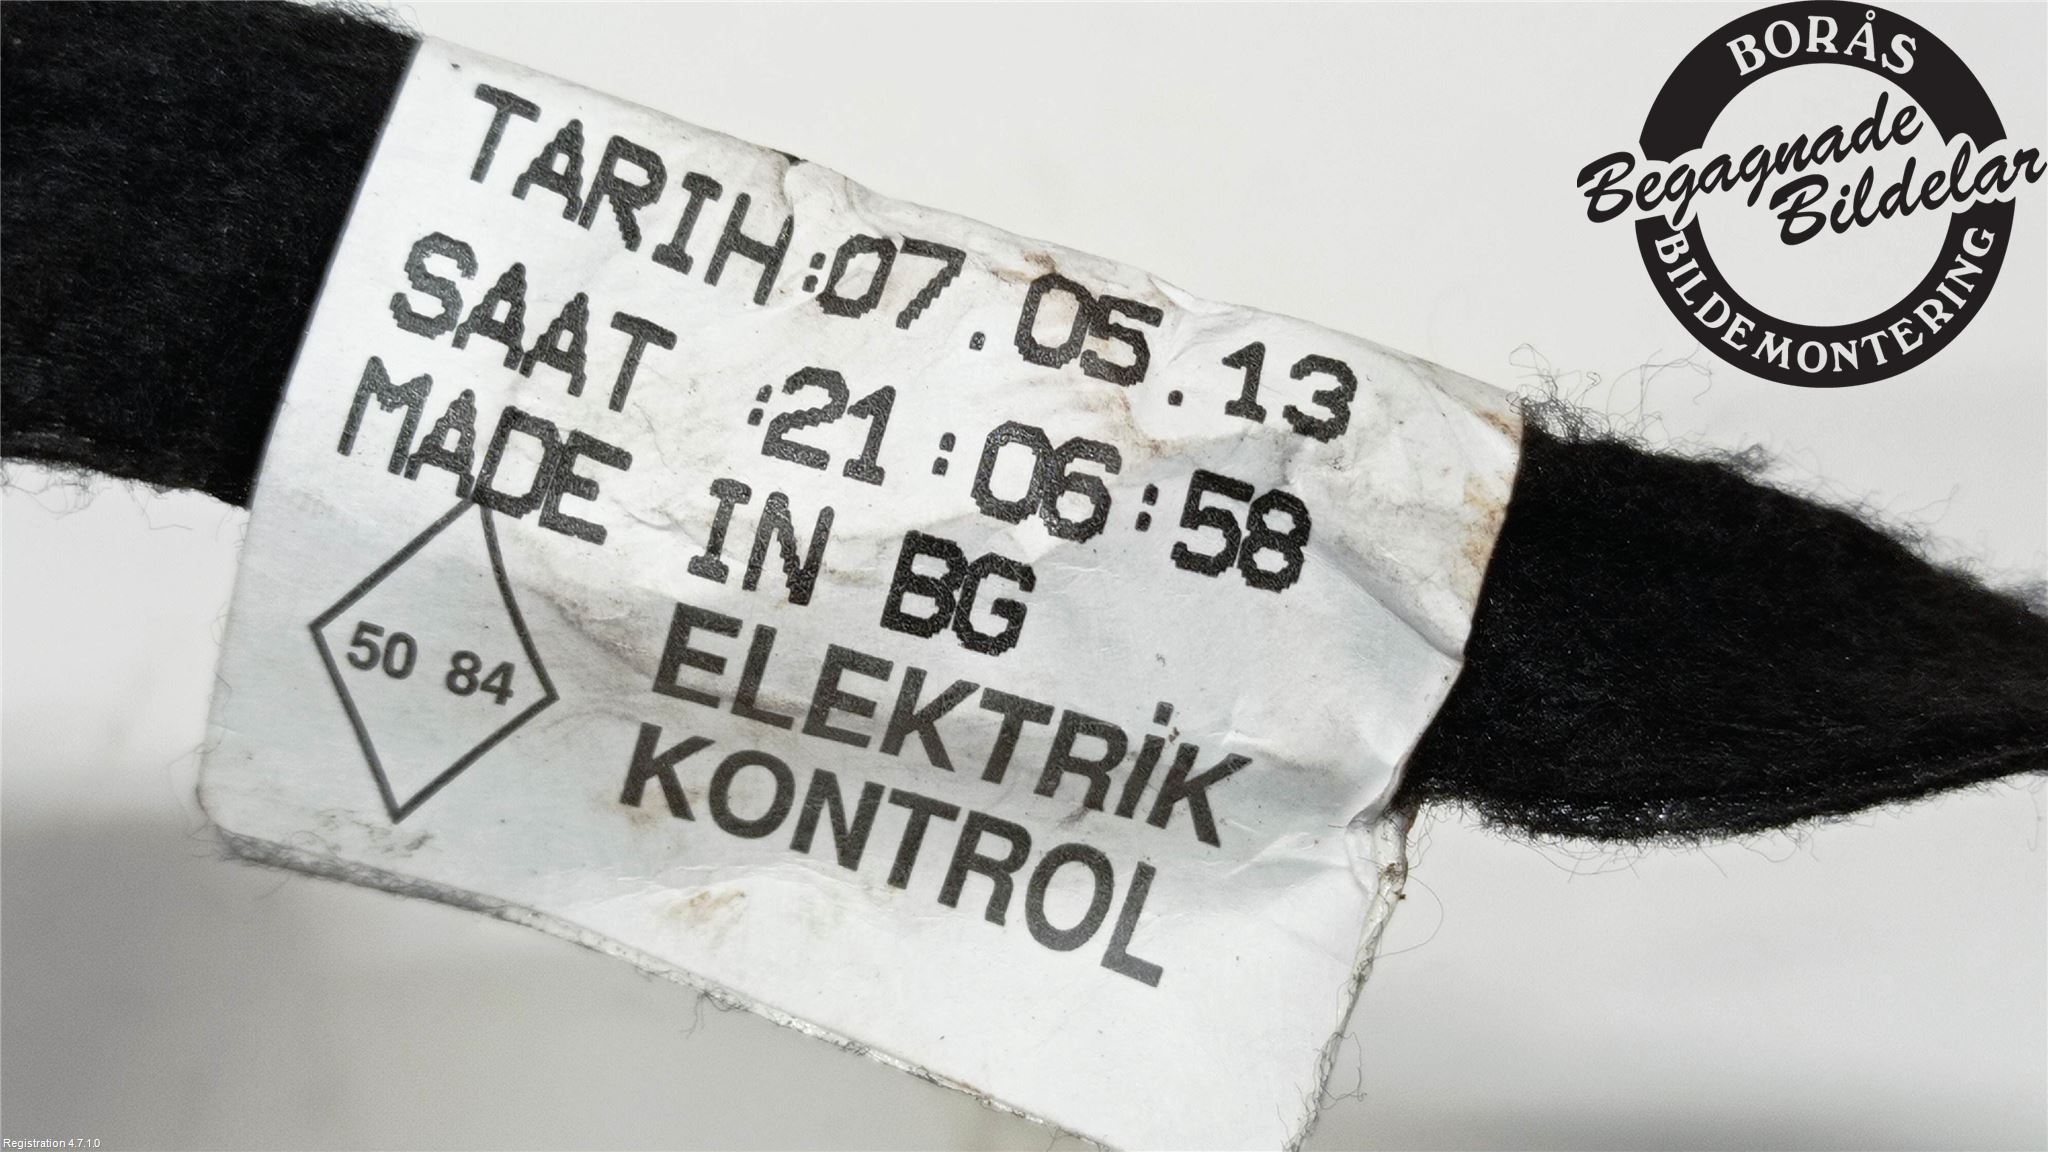 TARIH:07.05.13
SAAT :21:06:58
MADE IN BG
50 84
ELEKTRİK
KONTROL
BORÅS
Begagnade
Bildelar
BILDEMONTERING
Registration 4.7.1.0